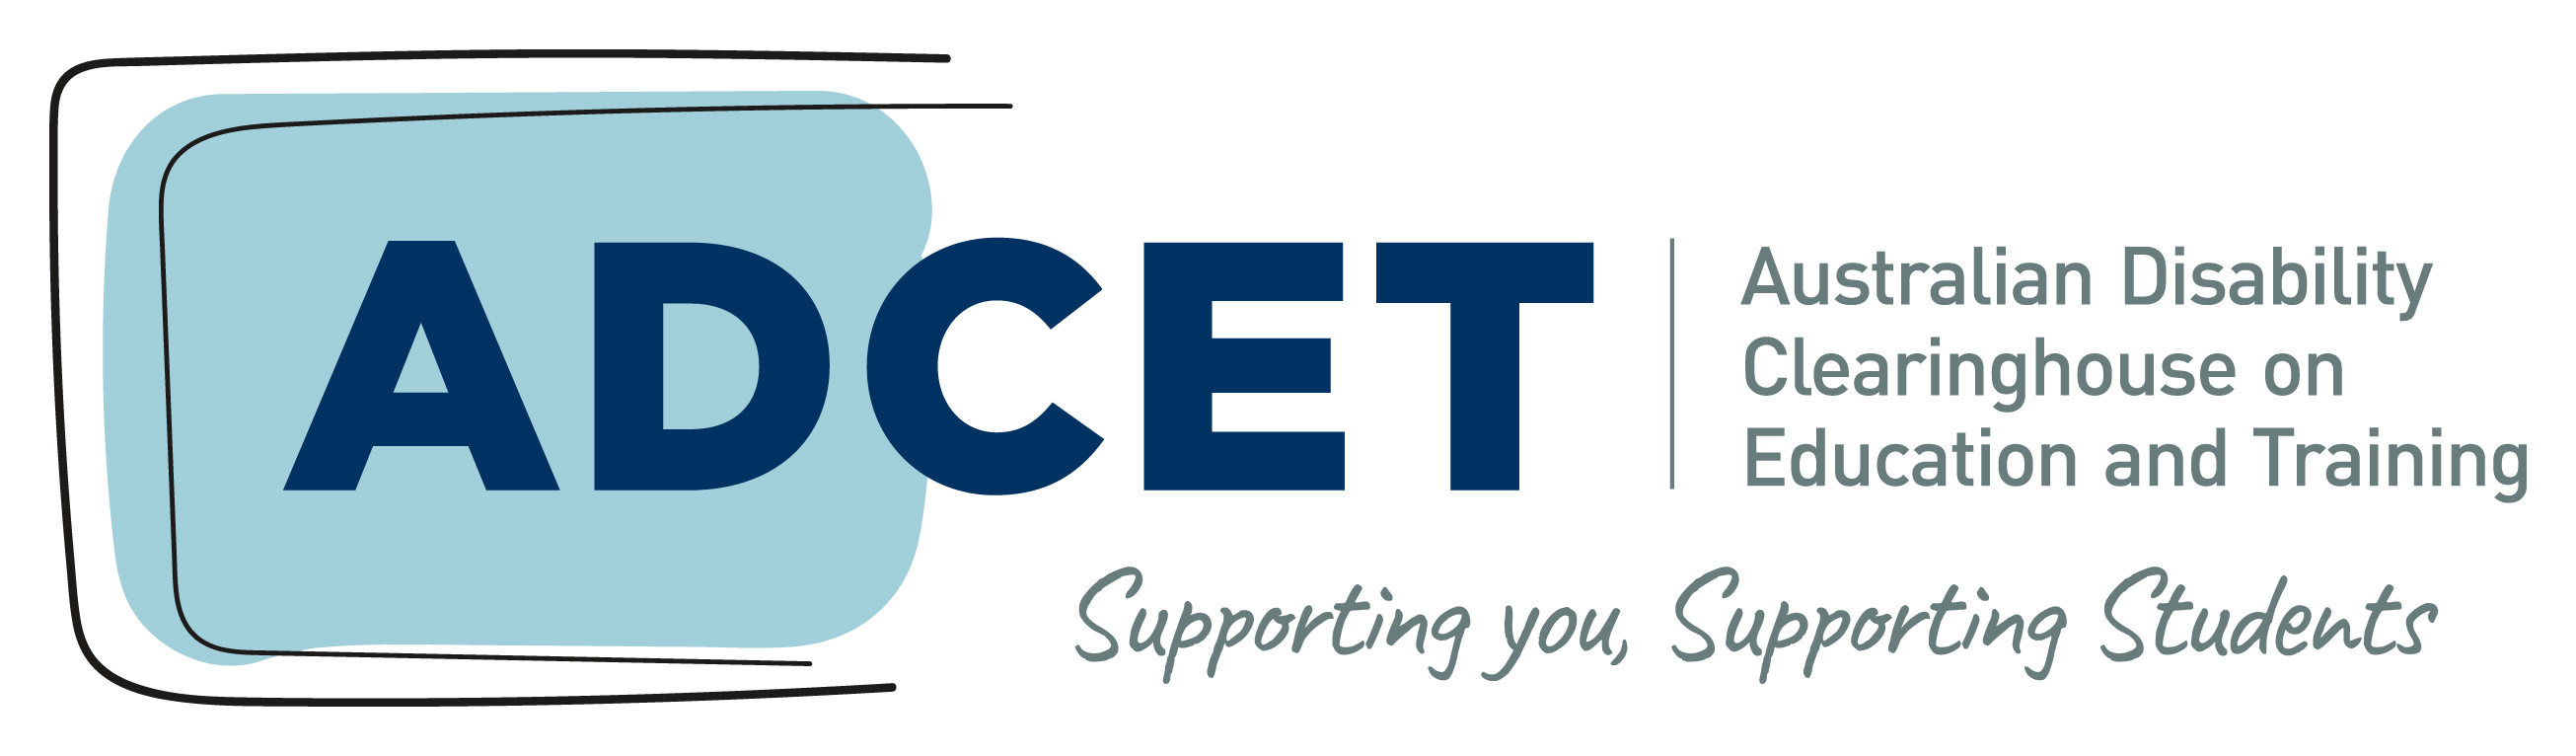 ADCET
Australian Disability
Clearinghouse on
Education and Training
Supporting you, Supporting Students